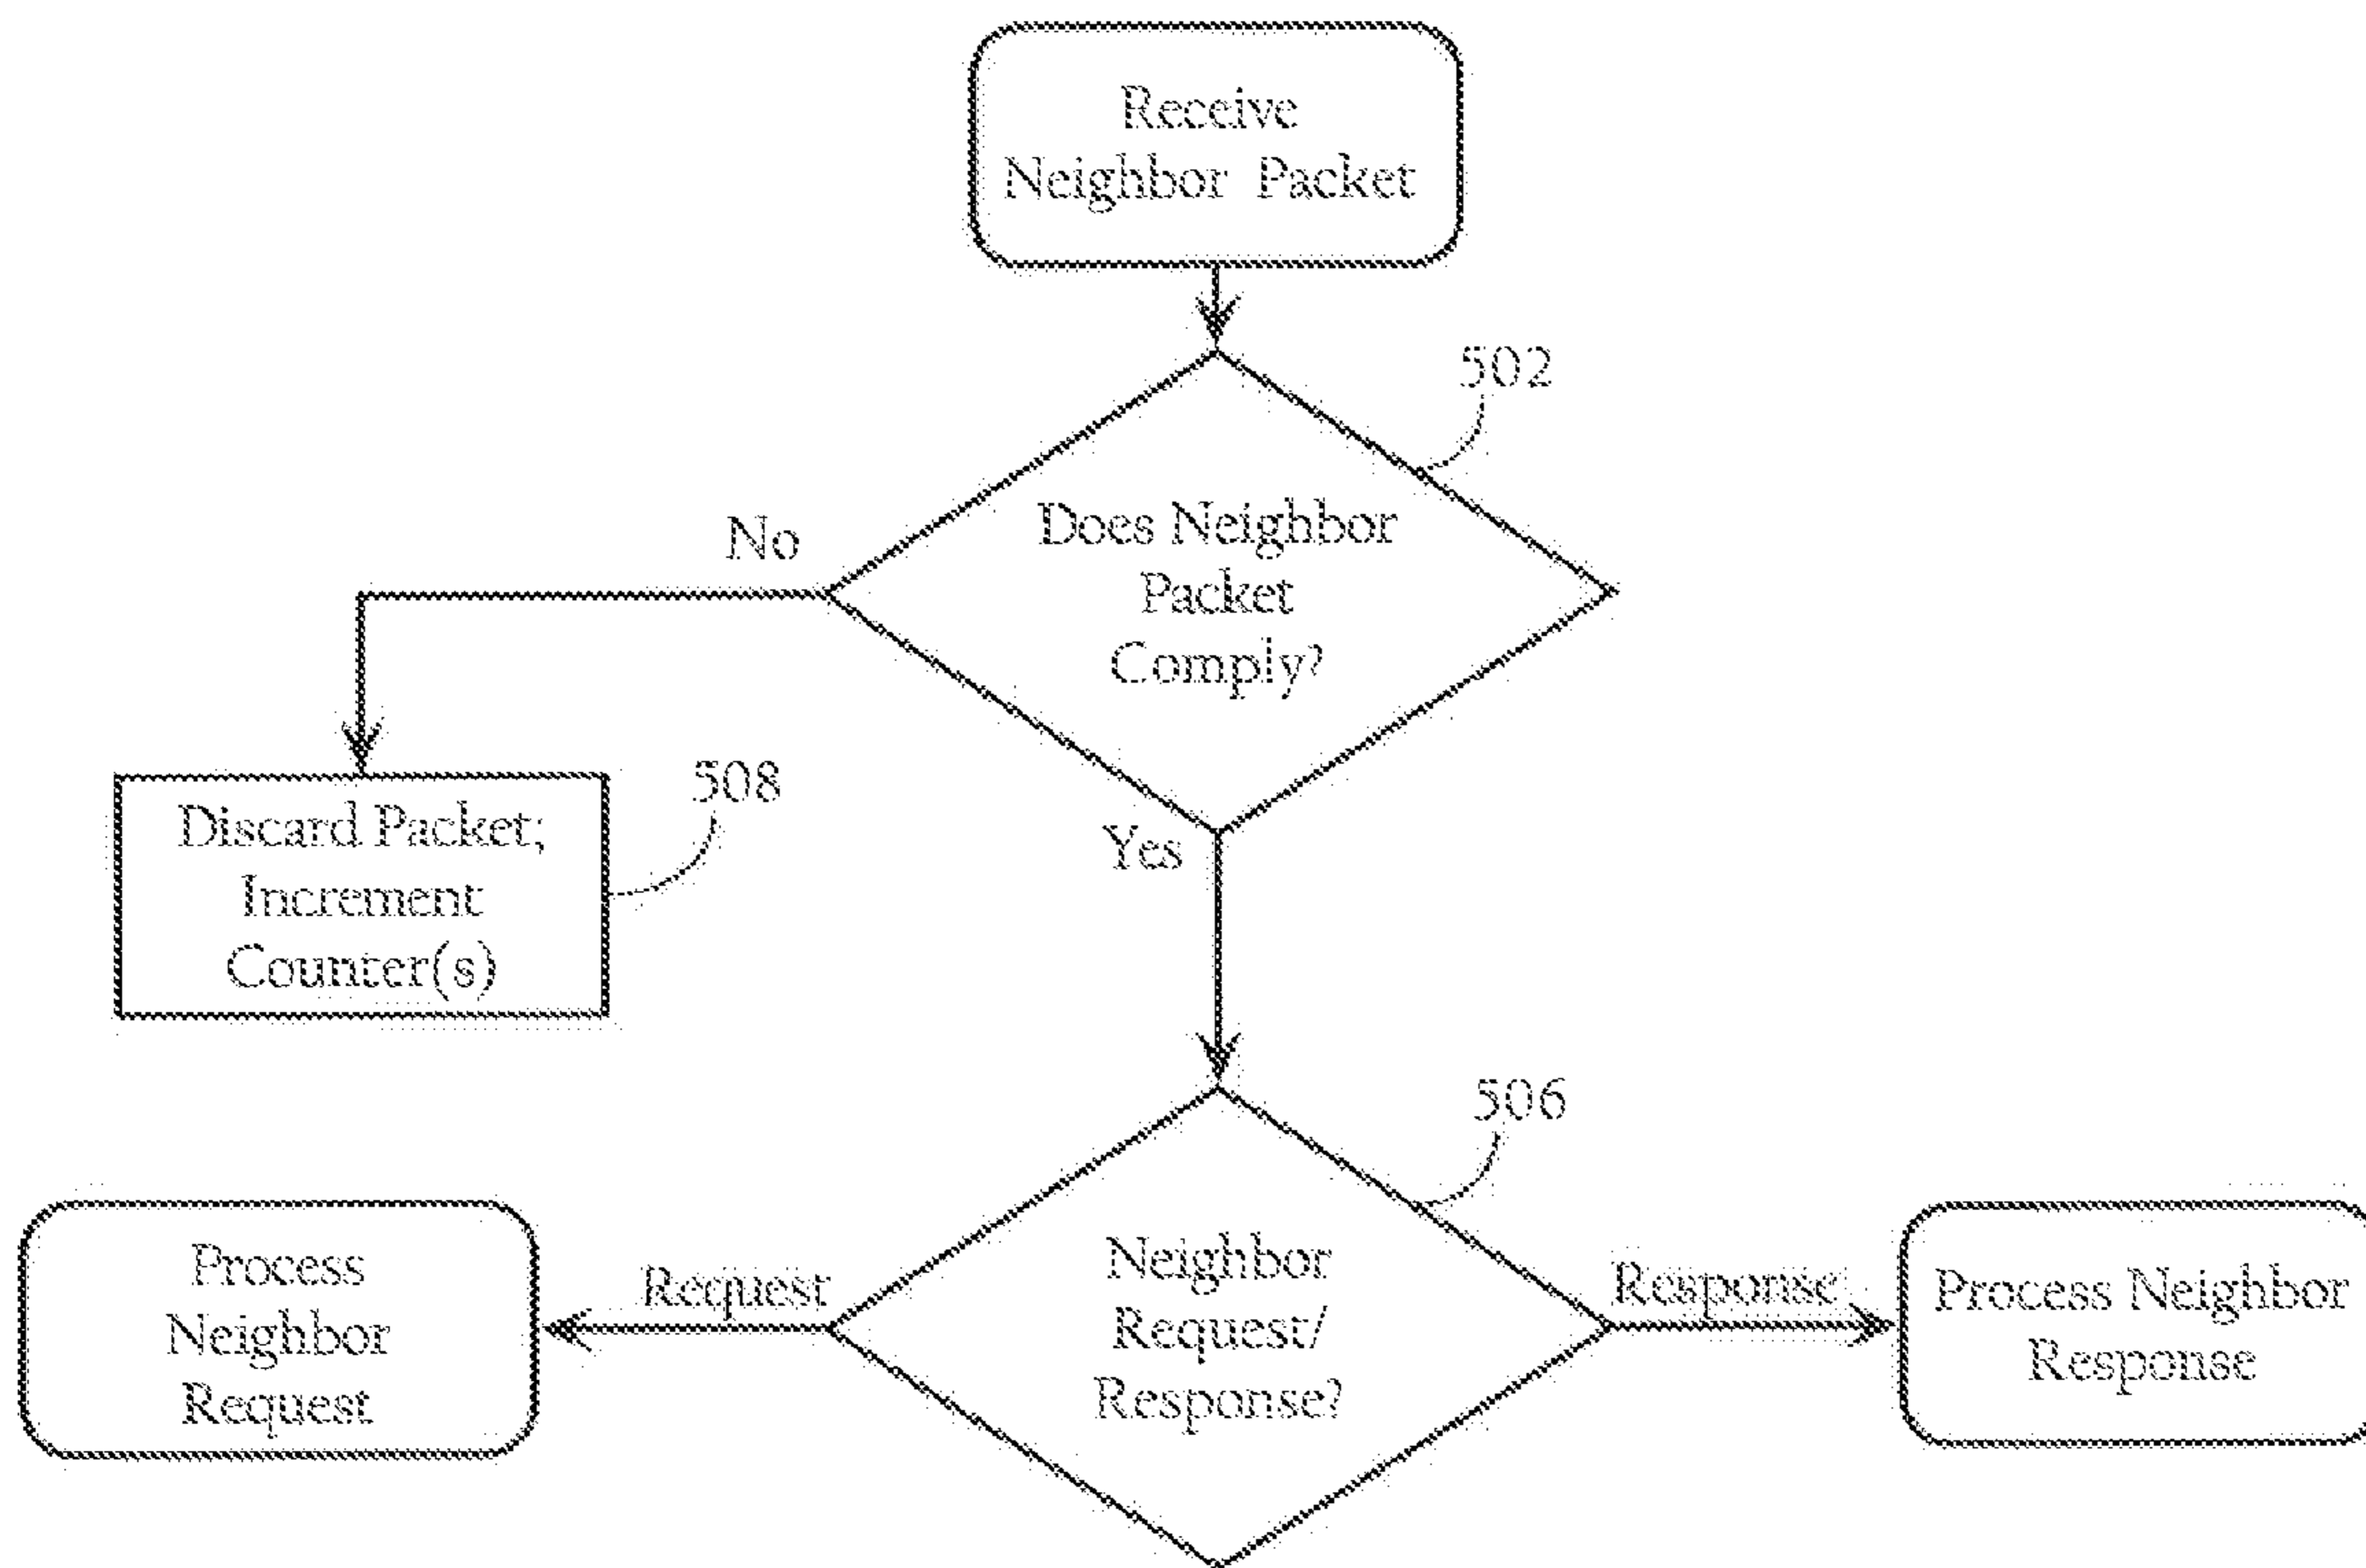 Receive
Neighbor Packet
502
Does Neighbor
Packet
Comply?
No
Yes
508
Discard Packet;
Increment
Counter(s)
506
Process
Neighbor
Request
Request
Neighbor
Request/
Response?
Response
Process Neighbor
Response